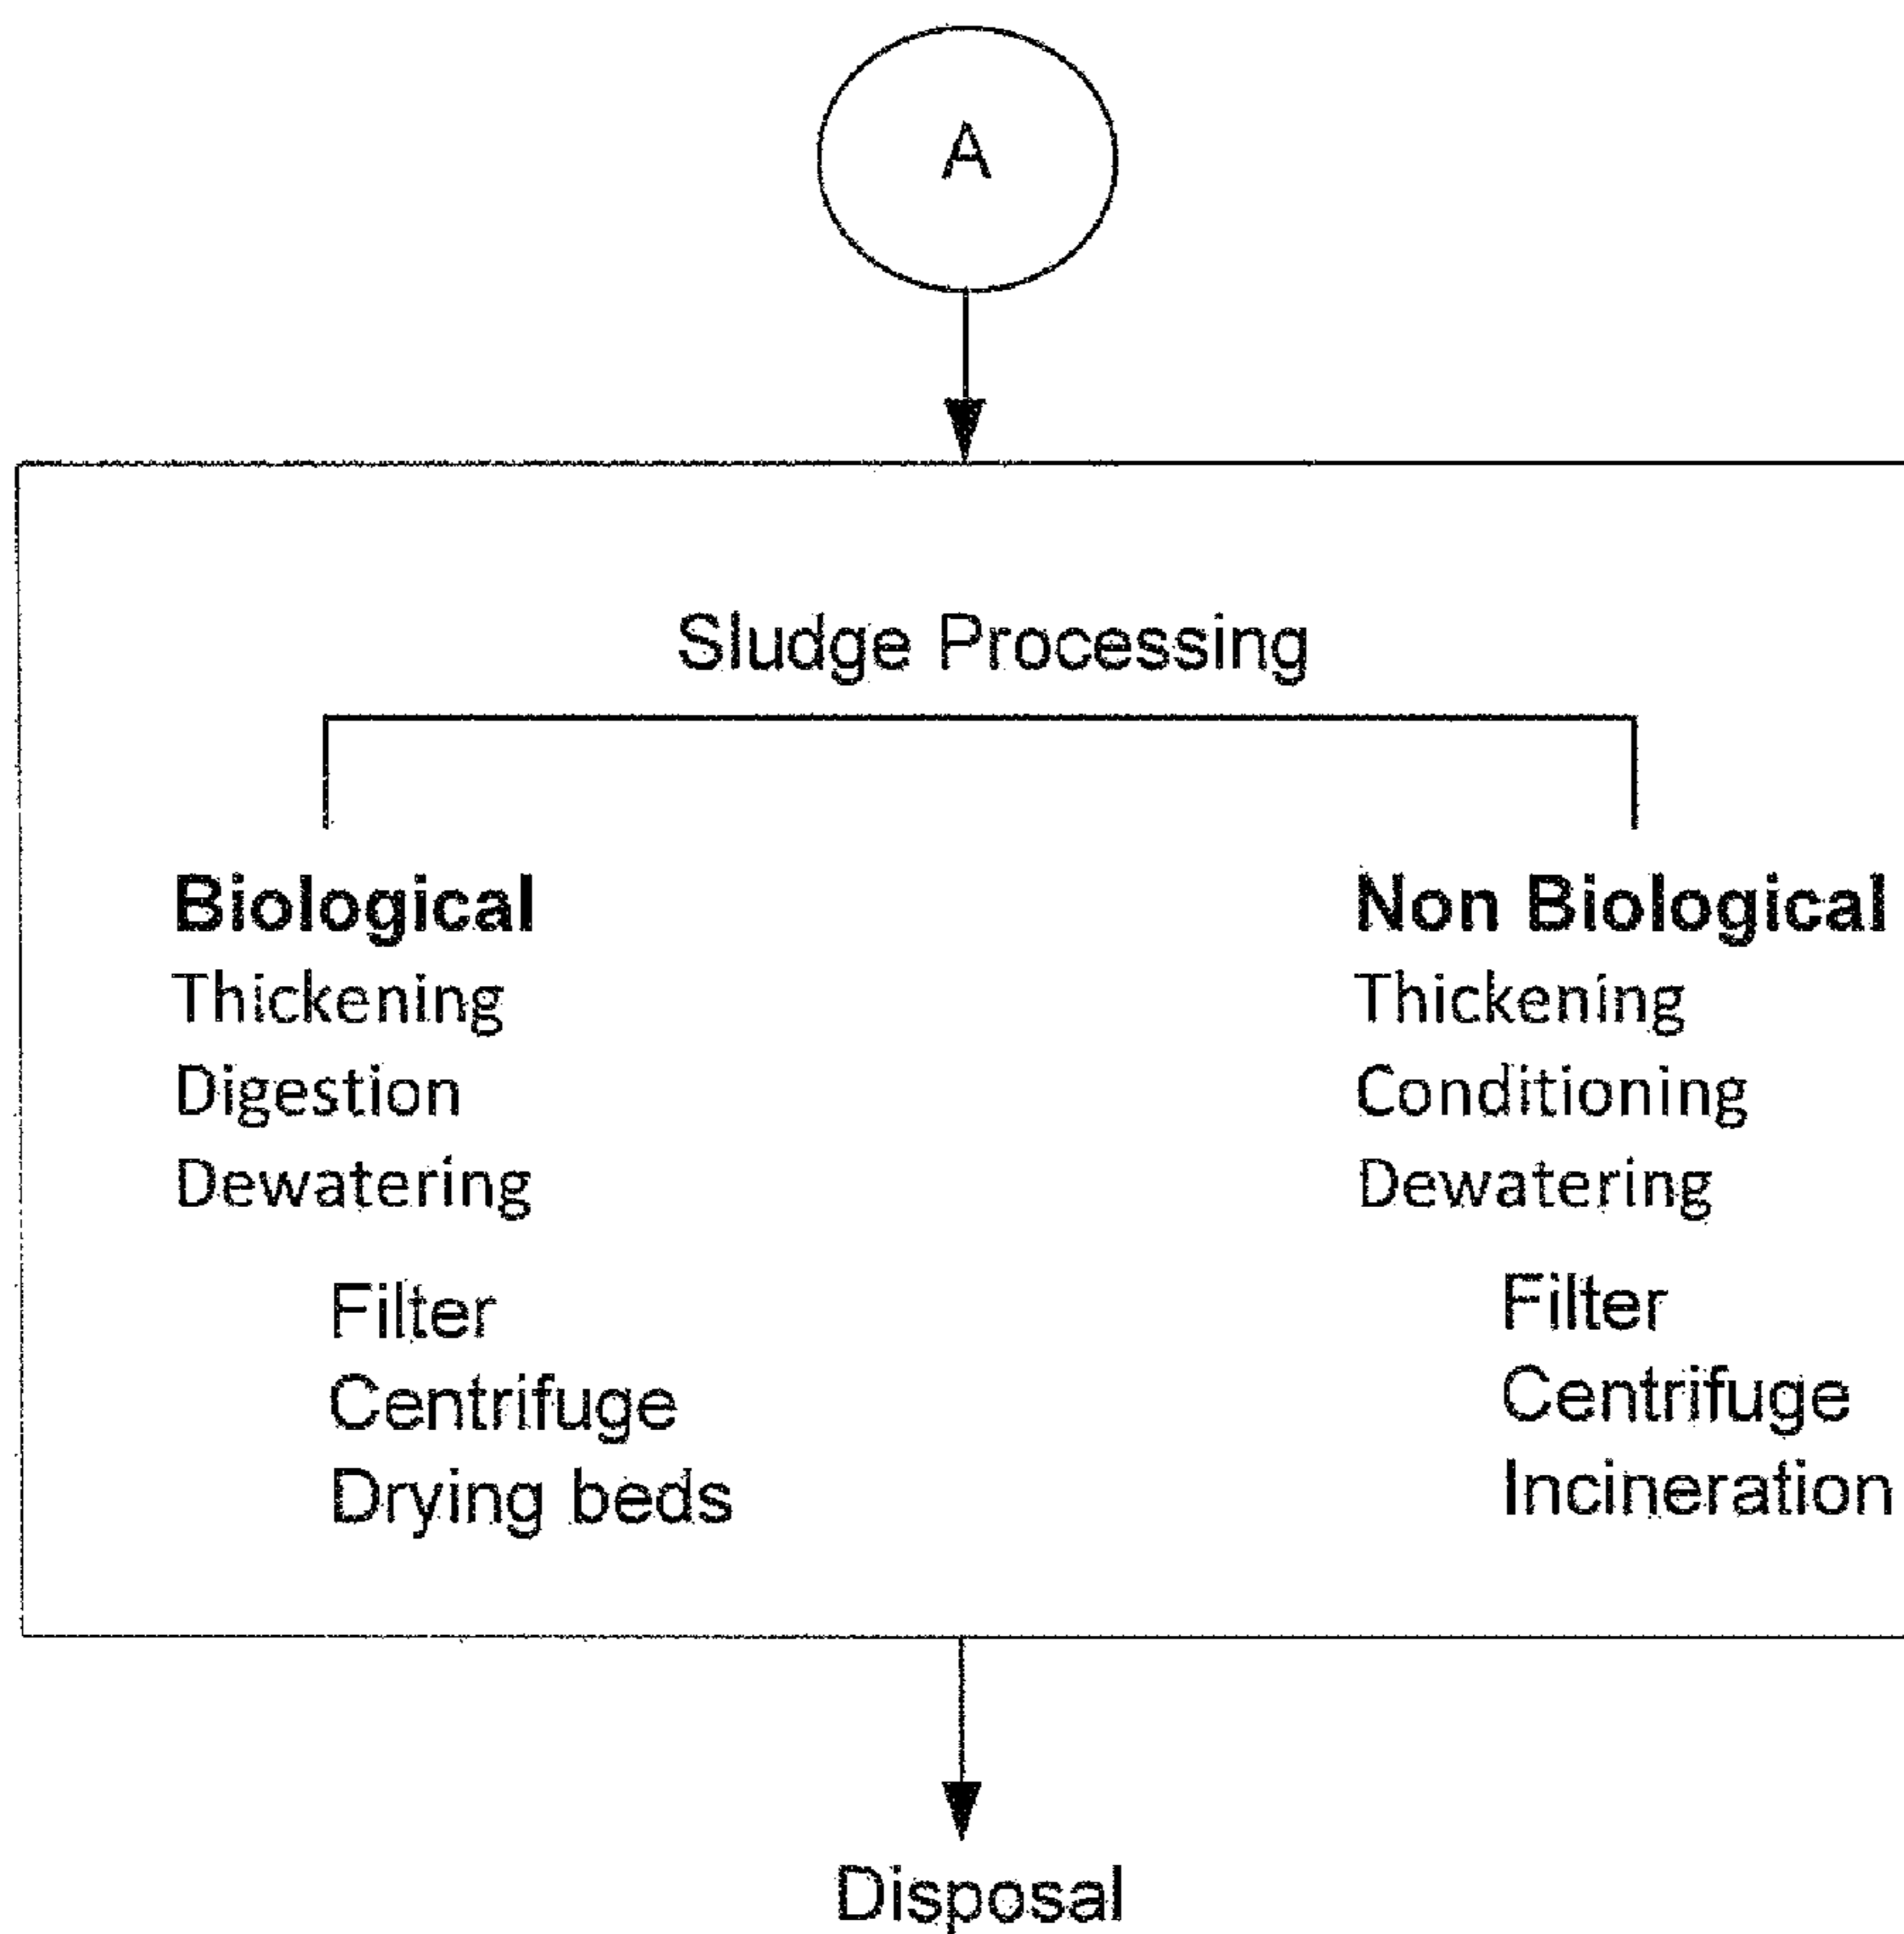 A
Sludge Processing
Biological
Thickening
Digestion
Dewatering
Filter
Centrifuge
Drying beds
Non Biological
Thickening
Conditioning
Dewatering
Filter
Centrifuge
Incineration
Disposal